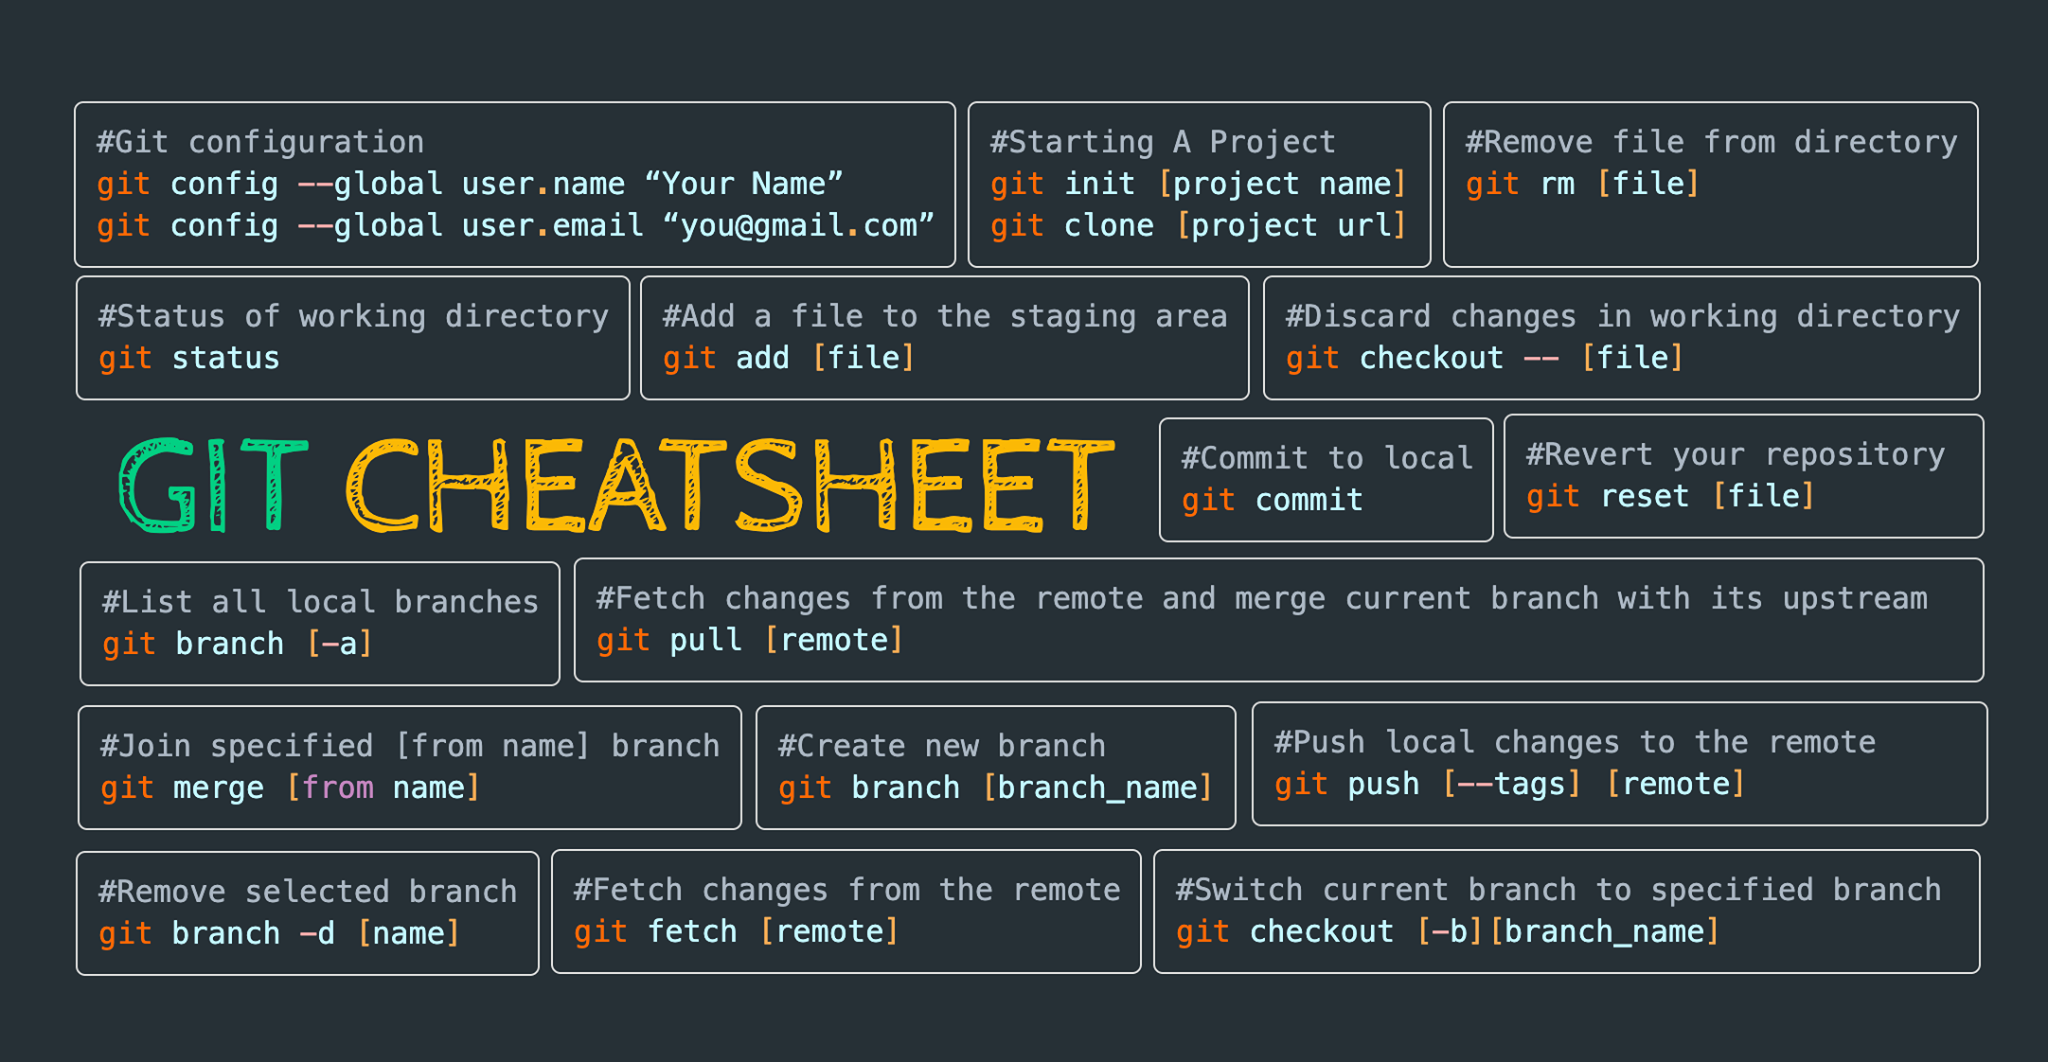 #Git configuration
git config --global user.name “Your Name”
git config --global user.email “you@gmail.com”
#Starting A Project
git init [project name]
git clone [project url]
#Remove file from directory
git rm [file]
#Status of working directory
git status
#Add a file to the staging area
git add [file]
#Discard changes in working directory
git checkout -- [file]
GIT CHEATSHEET
#Commit to local
git commit
#Revert your repository
git reset [file]
#List all local branches
git branch [-a]
#Fetch changes from the remote and merge current branch with its upstream
git pull [remote]
#Join specified [from name] branch
git merge [from name]
#Create new branch
git branch [branch_name]
#Push local changes to the remote
git push [--tags] [remote]
#Remove selected branch
git branch -d [name]
#Fetch changes from the remote
git fetch [remote]
#Switch current branch to specified branch
git checkout [-b][branch_name]